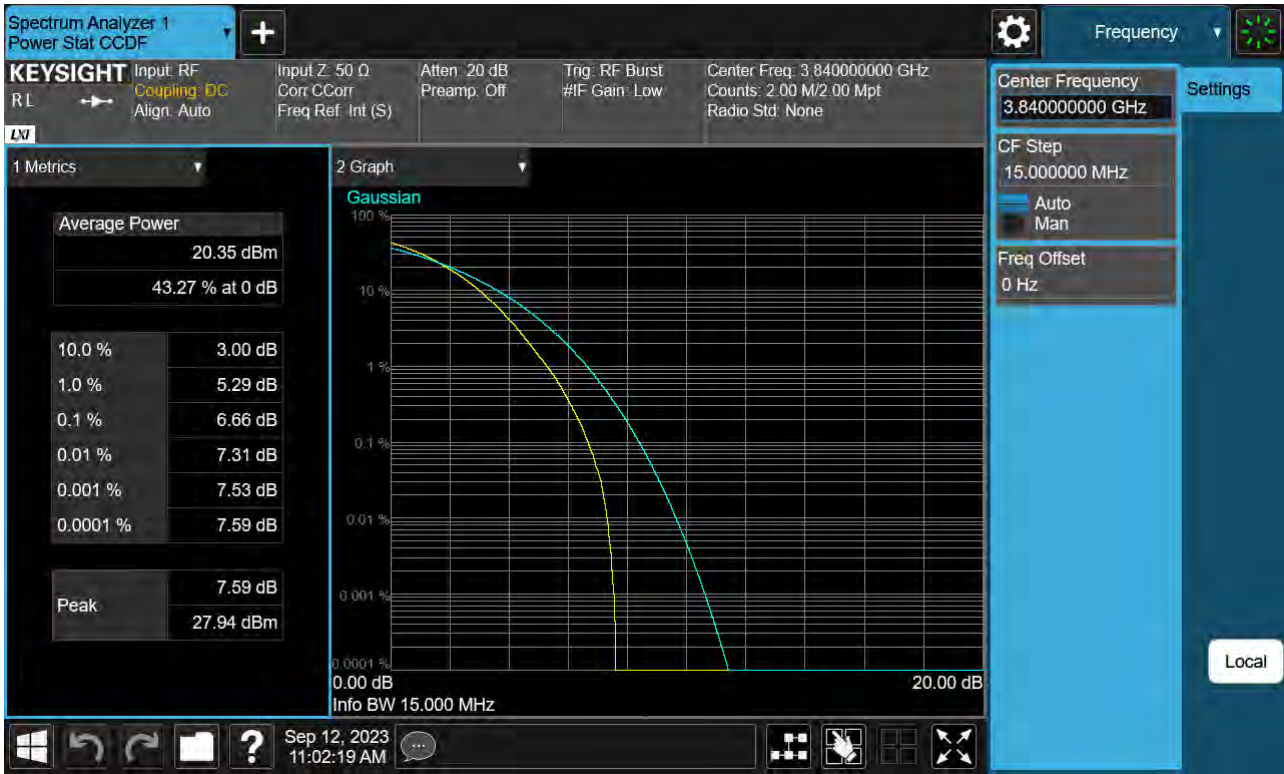 Spectrum Analyzer 1
Power Stat CCDF
+
Frequency
KEYSIGHT
RL
LXI
Input: RF
Coupling: DC
Align: Auto
Input Z: 50 Ω
Corr CCorr
Freq Ref: Int (S)
Atten: 20 dB
Preamp: Off
Trig: RF Burst
#IF Gain: Low
Center Freq: 3.840000000 GHz
Counts: 2.00 M/2.00 Mpt
Radio Std: None
1 Metrics
Average Power
20.35 dBm
43.27 % at 0 dB
10.0 % 3.00 dB
1.0 % 5.29 dB
0.1 % 6.66 dB
0.01 % 7.31 dB
0.001 % 7.53 dB
0.0001 % 7.59 dB
Peak
7.59 dB
27.94 dBm
2 Graph
Gaussian
100 %
10 %
1 %
0.1 %
0.01 %
0.001 %
0.0001 %
0.00 dB 20.00 dB
Info BW 15.000 MHz
Center Frequency
3.840000000 GHz
CF Step
15.000000 MHz
Auto
Man
Freq Offset
0 Hz
Settings
Local
?
Sep 12, 2023
11:02:19 AM